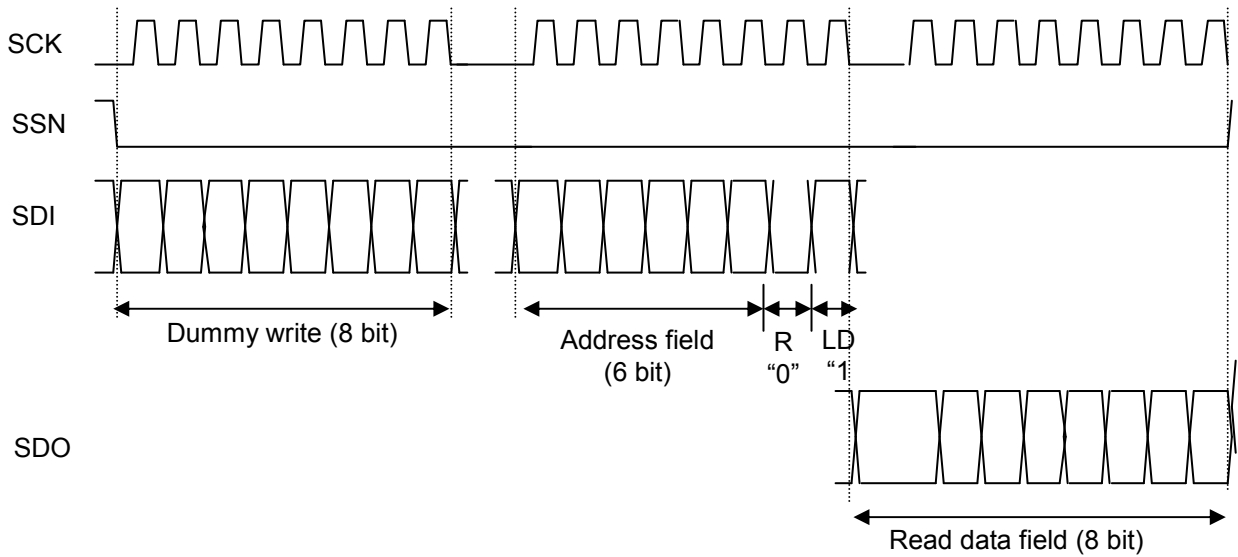 SCK
SSN
SDI
Dummy write (8 bit)
Address field
(6 bit)
R
“0”
LD
“1
SDO
Read data field (8 bit)